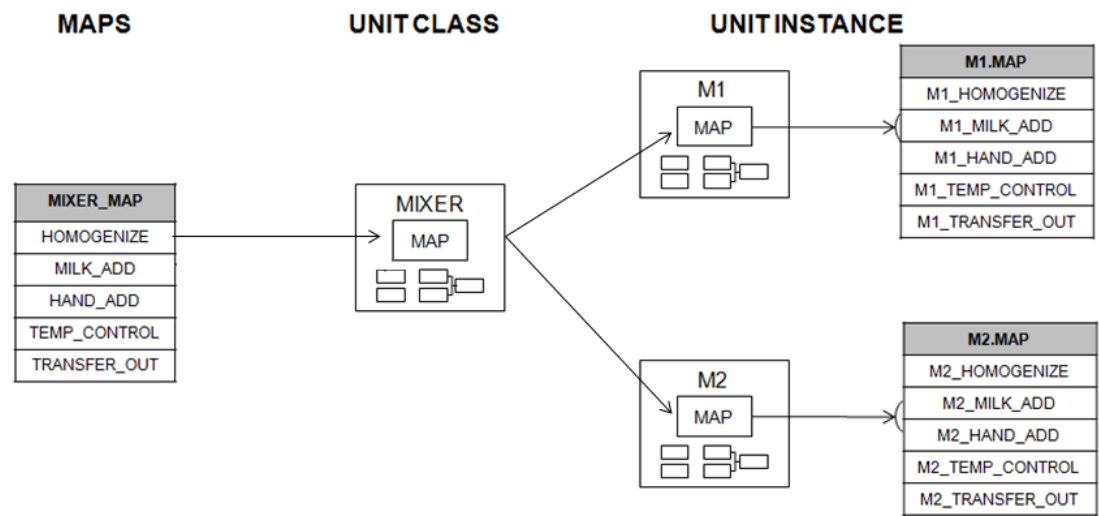 MAPS
UNIT CLASS
UNIT INSTANCE
MIXER_MAP
HOMOGENIZE
MILK_ADD
HAND_ADD
TEMP_CONTROL
TRANSFER_OUT
MIXER
MAP
M1
MAP
M1.MAP
M1_HOMOGENIZE
M1_MILK_ADD
M1_HAND_ADD
M1_TEMP_CONTROL
M1_TRANSFER_OUT
M2
MAP
M2.MAP
M2_HOMOGENIZE
M2_MILK_ADD
M2_HAND_ADD
M2_TEMP_CONTROL
M2_TRANSFER_OUT